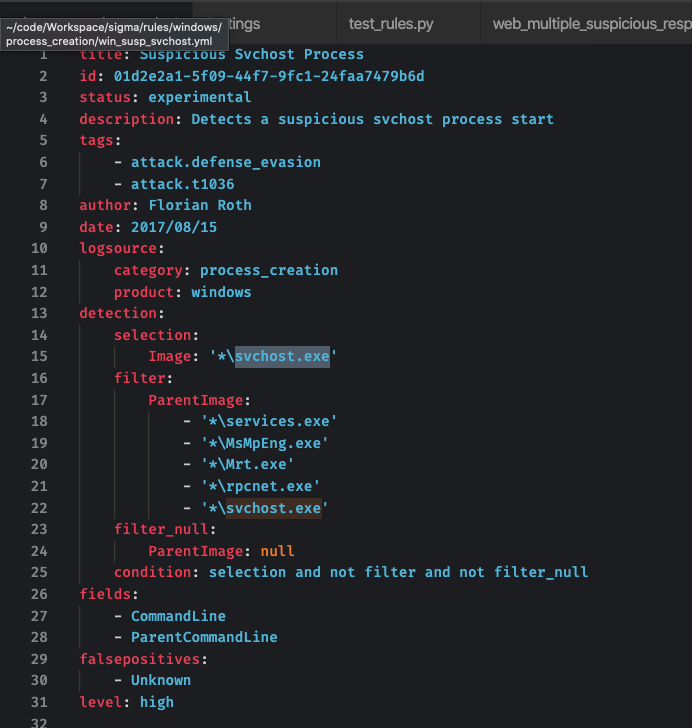 ttings
test_rules.py
web_multiple_suspicious_resp
~/code/Workspace/sigma/rules/windows/
process_creation/win_susp_svchost.yml
1 title: Suspicious Svchost Process
2 id: 01d2e2a1-5f09-44f7-9fc1-24faa7479b6d
3 status: experimental
4 description: Detects a suspicious svchost process start
5 tags:
6 - attack.defense_evasion
7 - attack.t1036
8 author: Florian Roth
9 date: 2017/08/15
10 logsource:
11 category: process_creation
12 product: windows
13 detection:
14 selection:
15 Image: '*\svchost.exe'
16 filter:
17 ParentImage:
18 - '*\services.exe'
19 - '*\MsMpEng.exe'
20 - '*\Mrt.exe'
21 - '*\rpcnet.exe'
22 - '*\svchost.exe'
23 filter_null:
24 ParentImage: null
25 condition: selection and not filter and not filter_null
26 fields:
27 - CommandLine
28 - ParentCommandLine
29 falsepositives:
30 - Unknown
31 level: high
32